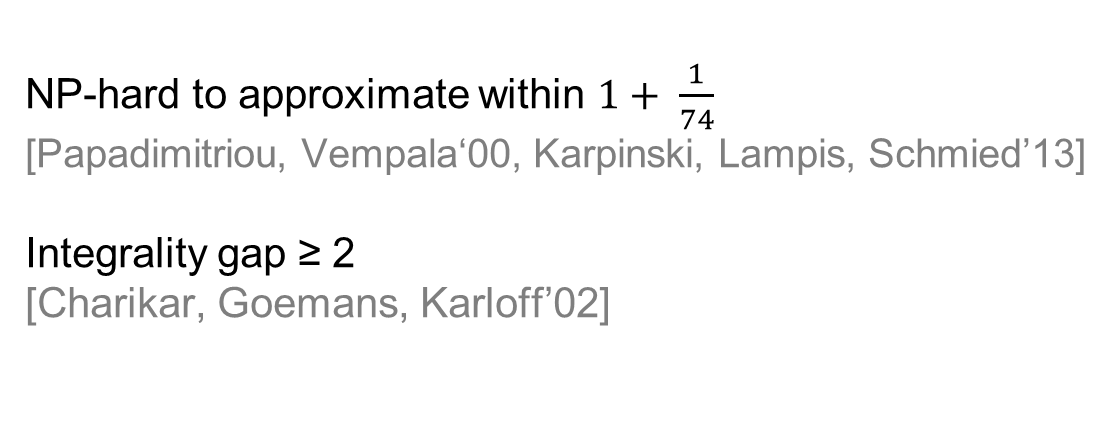 NP-hard to approximate within 1 + 1/74
[Papadimitriou, Vempala‘00, Karpinski, Lampis, Schmied’13]
Integrality gap ≥ 2
[Charikar, Goemans, Karloff’02]